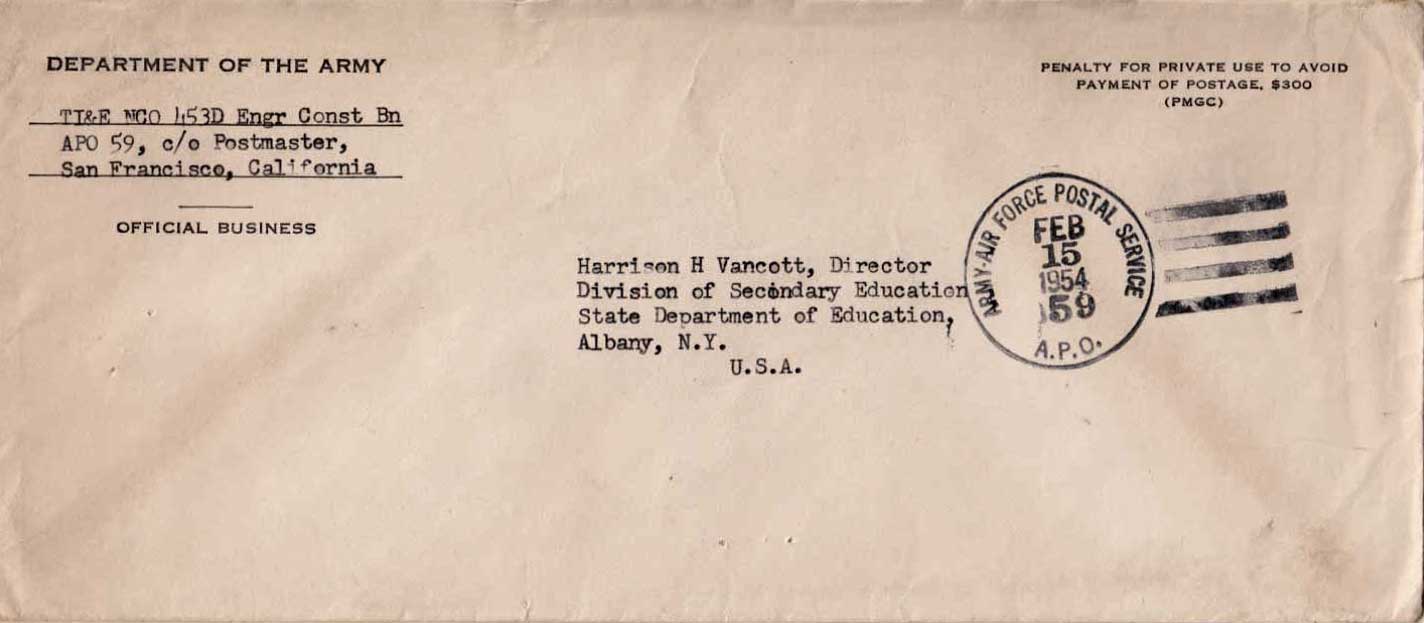 DEPARTMENT OF THE ARMY
TI&E NCO 453D Engr Const Bn
APO 59, c/o Postmaster,
San Francisco, California
OFFICIAL BUSINESS
PENALTY FOR PRIVATE USE TO AVOID
PAYMENT OF POSTAGE, $300
(PMGC)
ARMY-AIR FORCE POSTAL SERVICE
FEB
15
1954
59
A.P.O.
Harrison H Vancott, Director
Division of Secondary Education
State Department of Education,
Albany, N.Y.
U.S.A.